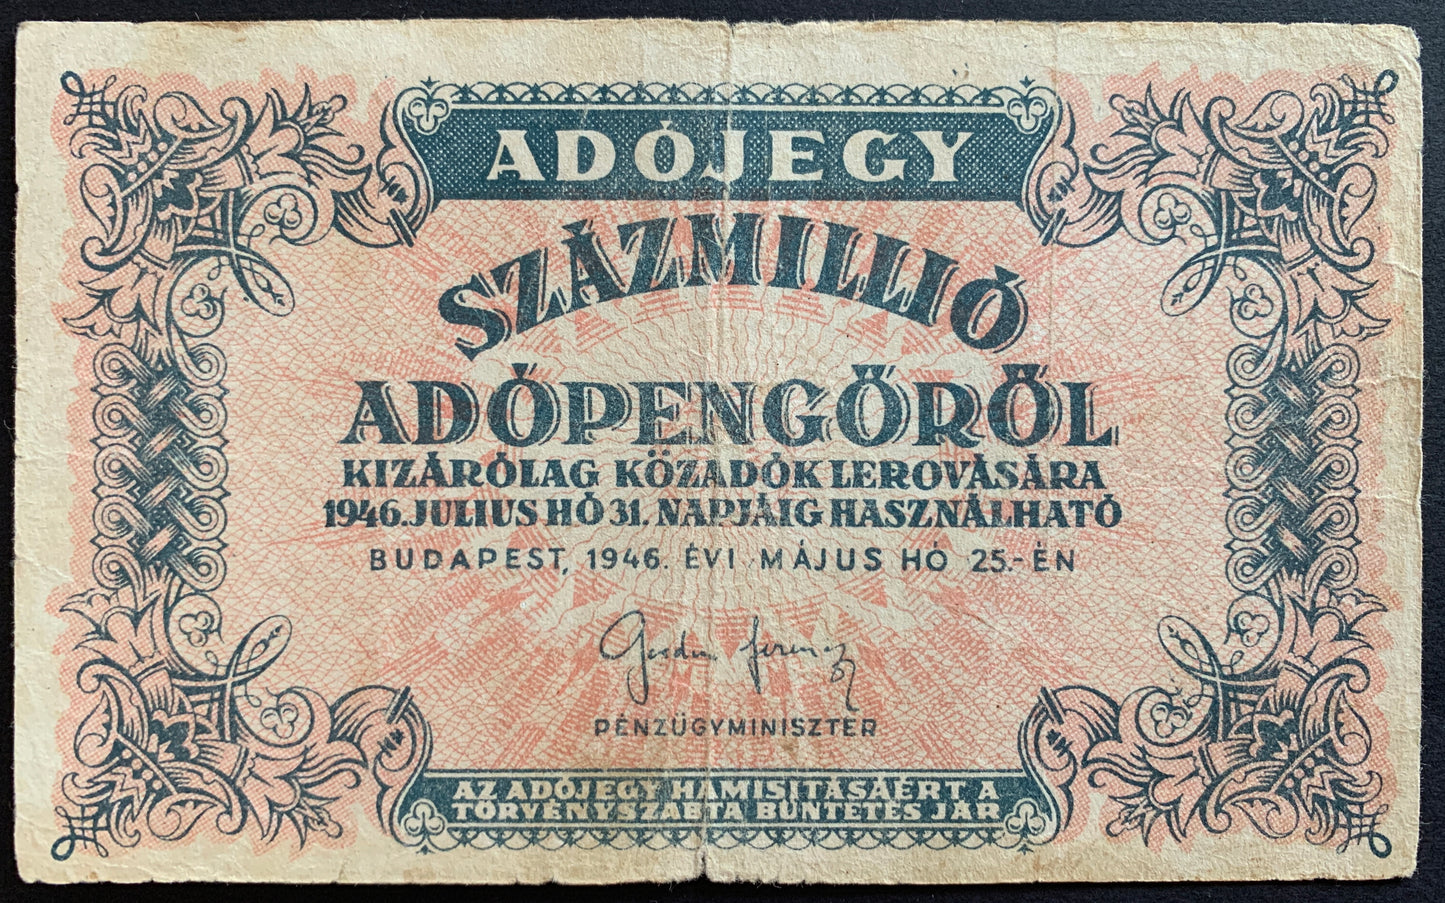 ADÓJEGY
SZÁZMILLIÓ
ADÓPENGŐRŐL
KIZÁRÓLAG KÖZADÓK LEROVÁSÁRA
1946. JULIUS HÓ 31. NAPJÁIG HASZNÁLHATÓ
BUDAPEST, 1946. ÉVI MÁJUS HÓ 25.-ÉN
PÉNZÜGYMINISZTER
AZ ADÓJEGY HAMISITÁSÁÉRT A
TÖRVÉNYSZABTA BÜNTETÉS JÁR